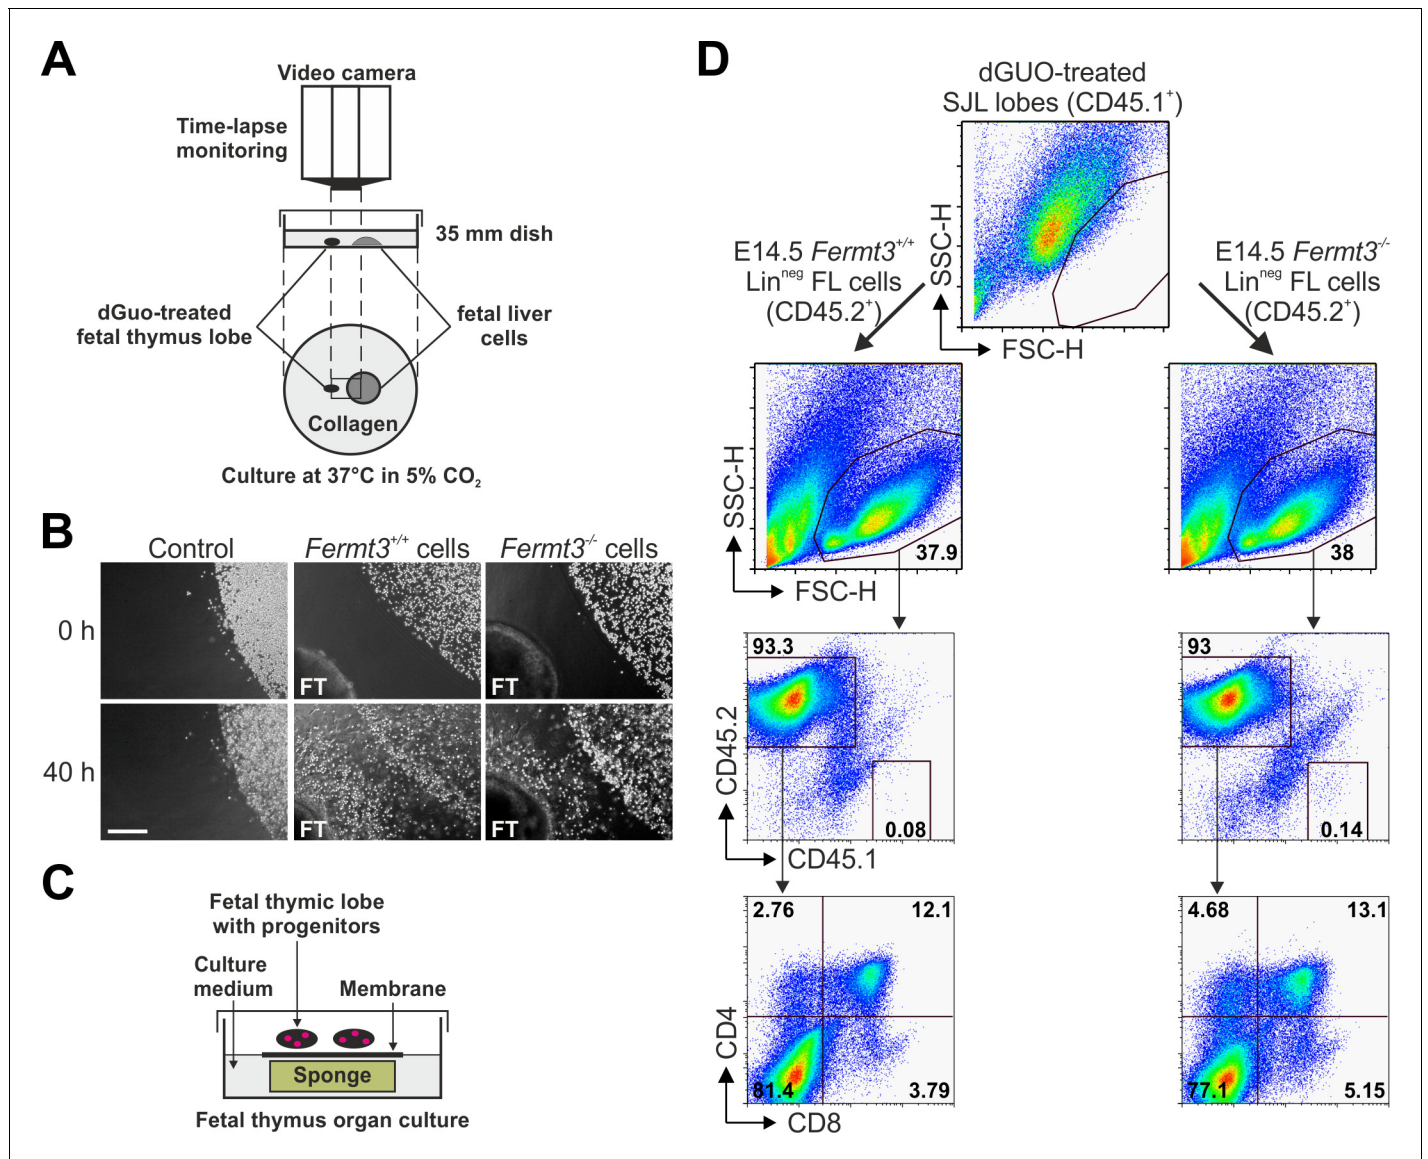 A
Video camera
Time-lapse
monitoring
35 mm dish
dGuo-treated
fetal thymus lobe
fetal liver
cells
Collagen
Culture at 37°C in 5% CO₂
B
Control
Fermt3⁺/⁺ cells
Fermt3⁻/⁻ cells
0 h
FT
FT
40 h
FT
FT
C
Fetal thymic lobe
with progenitors
Culture
medium
Membrane
Sponge
Fetal thymus organ culture
D
dGUO-treated
SJL lobes (CD45.1⁺)
SSC-H
FSC-H
E14.5 Fermt3⁺/⁺
Linⁿᵉᵍ FL cells
(CD45.2⁺)
E14.5 Fermt3⁻/⁻
Linⁿᵉᵍ FL cells
(CD45.2⁺)
SSC-H
FSC-H
37.9
38
93.3
0.08
CD45.2
CD45.1
93
0.14
2.76
12.1
81.4
3.79
CD4
CD8
4.68
13.1
77.1
5.15